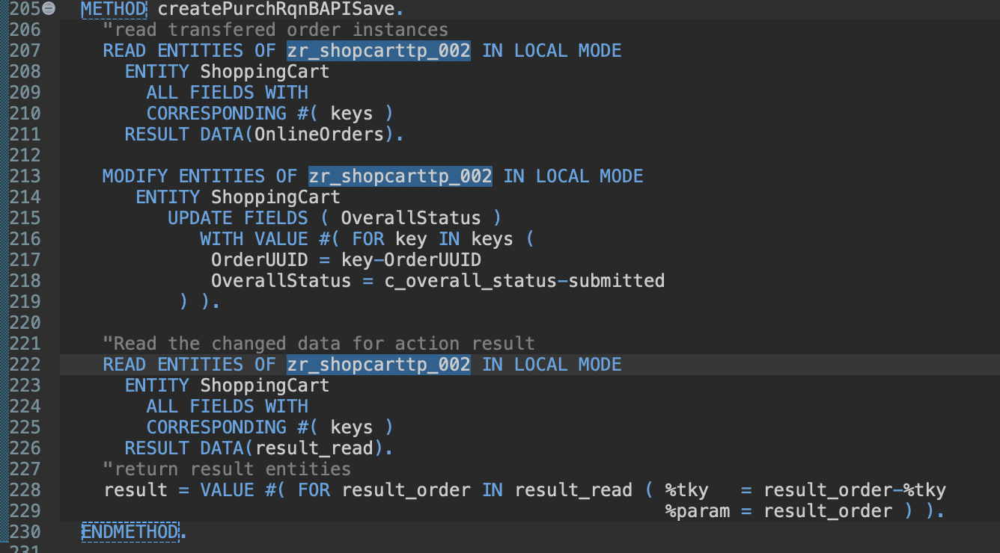 205 METHOD createPurchRqnBAPISave.
206 "read transfered order instances
207 READ ENTITIES OF zr_shopcarttp_002 IN LOCAL MODE
208 ENTITY ShoppingCart
209 ALL FIELDS WITH
210 CORRESPONDING #( keys )
211 RESULT DATA(OnlineOrders).
212
213 MODIFY ENTITIES OF zr_shopcarttp_002 IN LOCAL MODE
214 ENTITY ShoppingCart
215 UPDATE FIELDS ( OverallStatus )
216 WITH VALUE #( FOR key IN keys (
217 OrderUUID = key-OrderUUID
218 OverallStatus = c_overall_status-submitted
219 ) ).
220
221 "Read the changed data for action result
222 READ ENTITIES OF zr_shopcarttp_002 IN LOCAL MODE
223 ENTITY ShoppingCart
224 ALL FIELDS WITH
225 CORRESPONDING #( keys )
226 RESULT DATA(result_read).
227 "return result entities
228 result = VALUE #( FOR result_order IN result_read ( %tky = result_order-%tky
229 %param = result_order ) ).
230 ENDMETHOD.
231